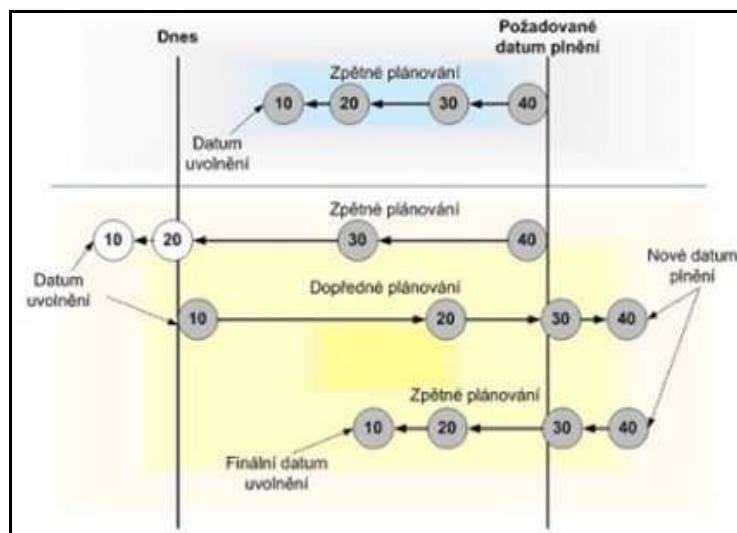 Dnes
Požadované
datum plnění
Zpětné plánování
10 20 30 40
Datum
uvolnění
Zpětné plánování
10 20 30 40
Datum
uvolnění
Nové datum
plnění
Dopředné plánování
10 20 30 40
Zpětné plánování
10 20 30 40
Finální datum
uvolnění